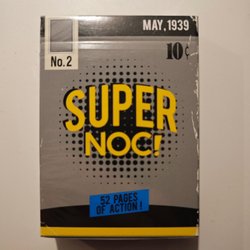 MAY, 1939
No. 2
10¢
SUPER
NOC!
52 PAGES
OF ACTION!